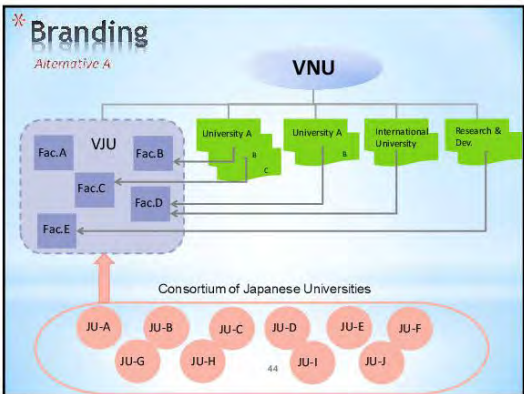 * Branding
Alternative A
VNU
VJU
Fac.A
Fac.B
Fac.C
Fac.D
Fac.E
University A
B
C
University A
B
International
University
Research &
Dev.
Consortium of Japanese Universities
JU-A
JU-B
JU-C
JU-D
JU-E
JU-F
JU-G
JU-H
JU-I
JU-J
44